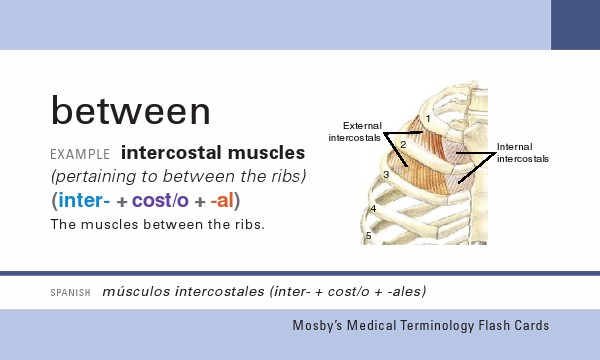 between
EXAMPLE intercostal muscles
(pertaining to between the ribs)
(inter- + cost/o + -al)
The muscles between the ribs.
External
intercostals
1
2
3
4
5
Internal
intercostals
SPANISH músculos intercostales (inter- + cost/o + -ales)
Mosby's Medical Terminology Flash Cards